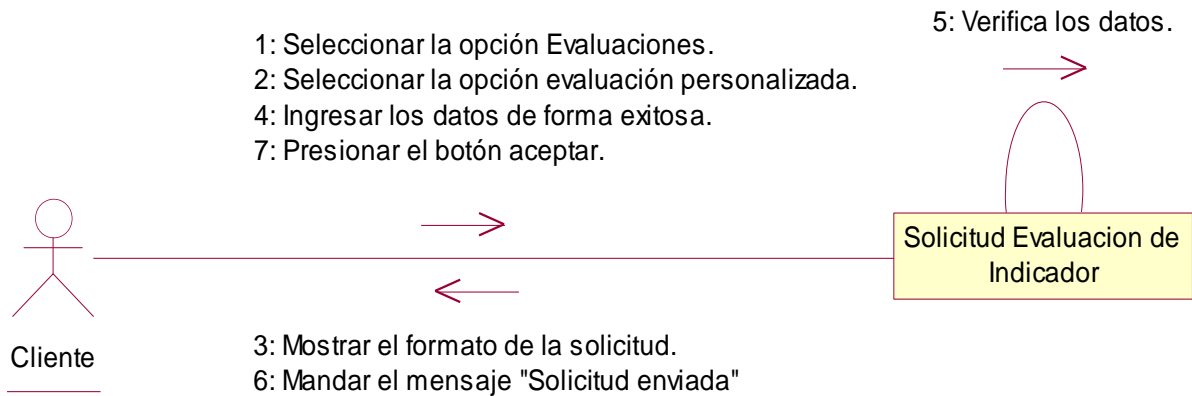 5: Verifica los datos.
1: Seleccionar la opción Evaluaciones.
2: Seleccionar la opción evaluación personalizada.
4: Ingresar los datos de forma exitosa.
7: Presionar el botón aceptar.
Solicitud Evaluacion de
Indicador
Cliente
3: Mostrar el formato de la solicitud.
6: Mandar el mensaje "Solicitud enviada"